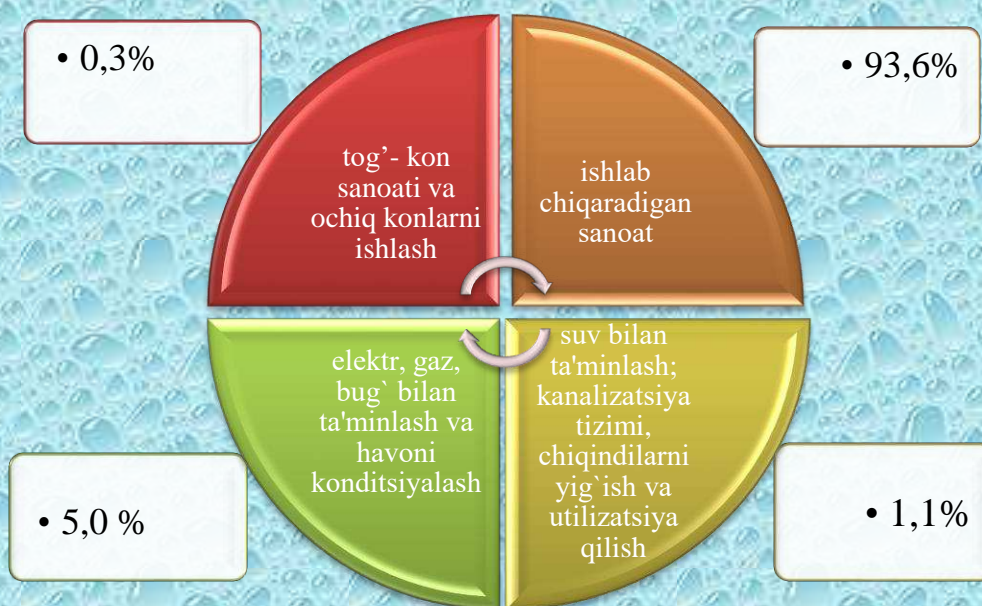 • 0,3%
• 93,6%
tog’- kon
sanoati va
ochiq konlarni
ishlash
ishlab
chiqaradigan
sanoat
elektr, gaz,
bug` bilan
ta'minlash va
havoni
konditsiyalash
suv bilan
ta'minlash;
kanalizatsiya
tizimi,
chiqindilarni
yig`ish va
utilizatsiya
qilish
• 5,0 %
• 1,1%